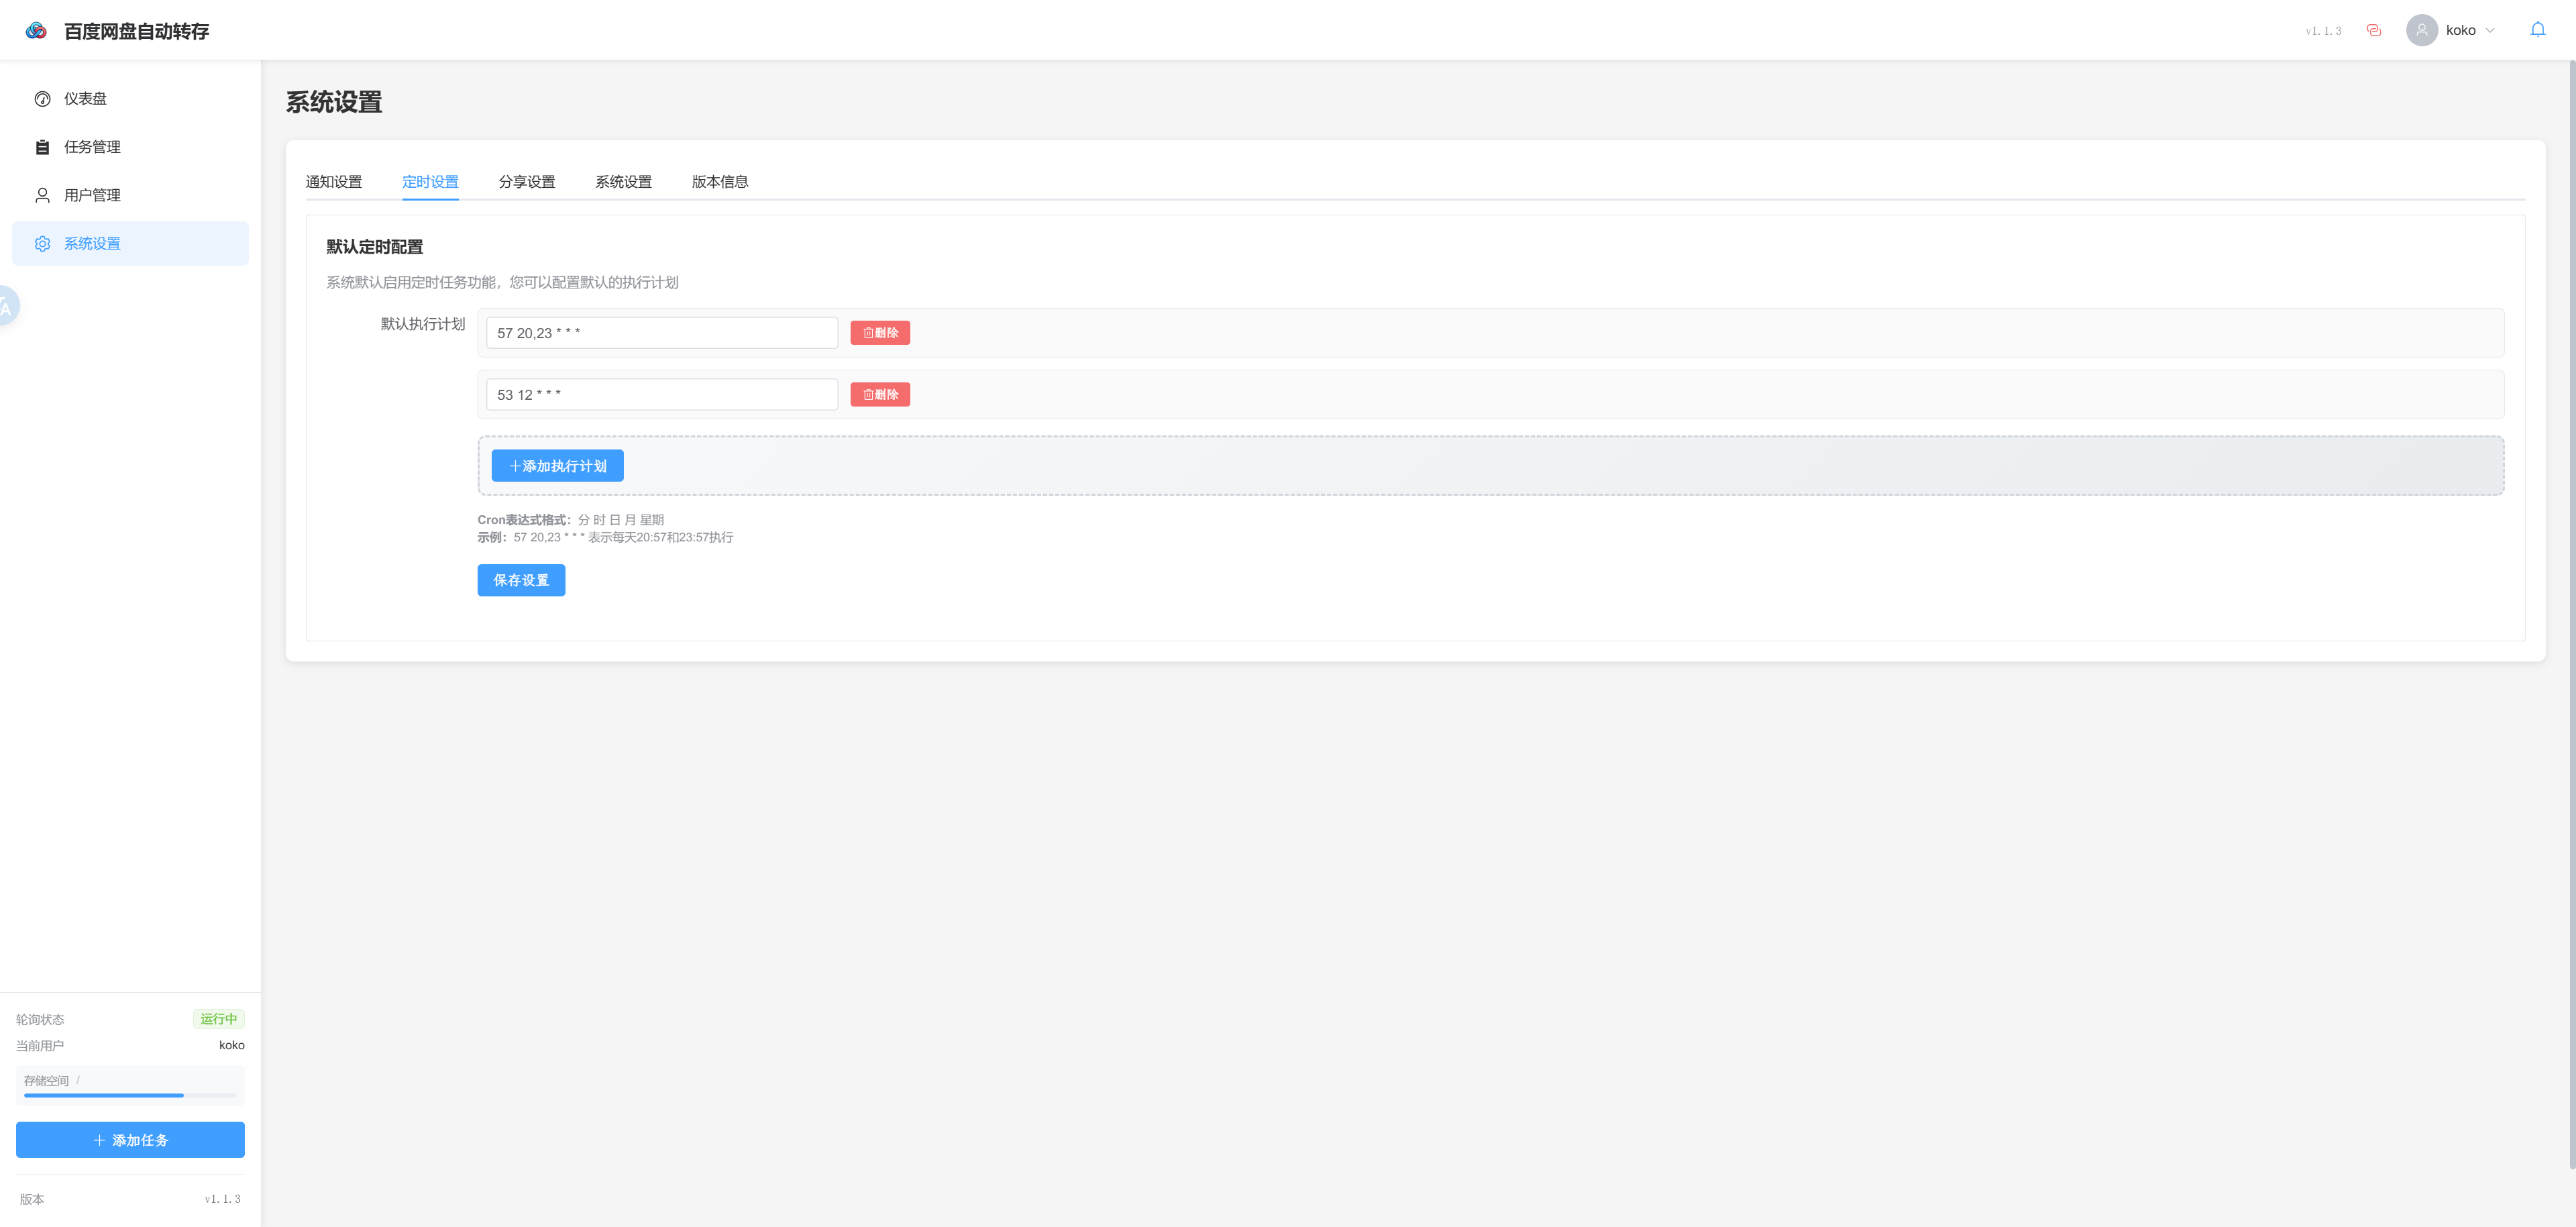 百度网盘自动转存
v1.1.3
koko
仪表盘
任务管理
用户管理
系统设置
系统设置
通知设置 定时设置 分享设置 系统设置 版本信息
默认定时配置
系统默认启用定时任务功能，您可以配置默认的执行计划
默认执行计划
57 20,23 * * *
删除
53 12 * * *
删除
添加执行计划
Cron表达式格式：分 时 日 月 星期
示例：57 20,23 * * * 表示每天20:57和23:57执行
保存设置
轮询状态 运行中
当前用户 koko
存储空间 /
添加任务
版本 v1.1.3